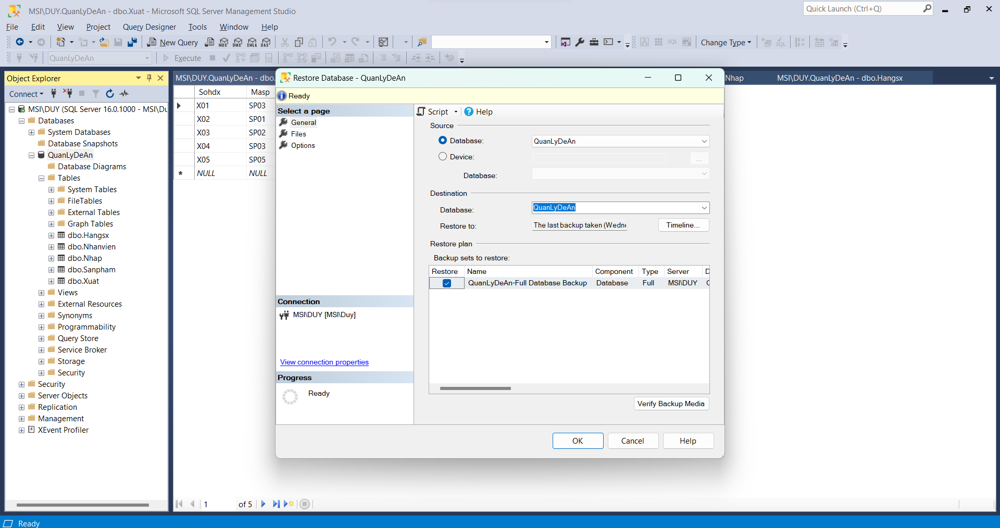 MSI\DUY.QuanLyDeAn - dbo.Xuat - Microsoft SQL Server Management Studio
Quick Launch (Ctrl+Q)
File Edit View Project Query Designer Tools Window Help
New Query MDX DMX XMLA DAX SQL Change Type
QuanLyDeAn Execute
Object Explorer
Connect
MSI\DUY (SQL Server 16.0.1000 - MSI\Du
Databases
System Databases
Database Snapshots
QuanLyDeAn
Database Diagrams
Tables
System Tables
FileTables
External Tables
Graph Tables
dbo.Hangsx
dbo.Nhanvien
dbo.Nhap
dbo.Sanpham
dbo.Xuat
Views
External Resources
Synonyms
Programmability
Query Store
Service Broker
Storage
Security
Security
Server Objects
Replication
Management
XEvent Profiler
MSI\DUY.QuanLyDeAn - dbo.
Nhap
MSI\DUY.QuanLyDeAn - dbo.Hangsx
Sohdx Masp
X01 SP03
X02 SP01
X03 SP02
X04 SP03
X05 SP05
NULL NULL
1 of 5
Restore Database - QuanLyDeAn
Ready
Select a page
General
Files
Options
Connection
MSI\DUY [MSI\Duy]
View connection properties
Progress
Ready
Script Help
Source
Database: QuanLyDeAn
Device: ...
Database:
Destination
Database: QuanLyDeAn
Restore to: The last backup taken (Wedne Timeline...
Restore plan
Backup sets to restore:
Restore Name Component Type Server D
QuanLyDeAn-Full Database Backup Database Full MSI\DUY
Verify Backup Media
OK Cancel Help
Ready